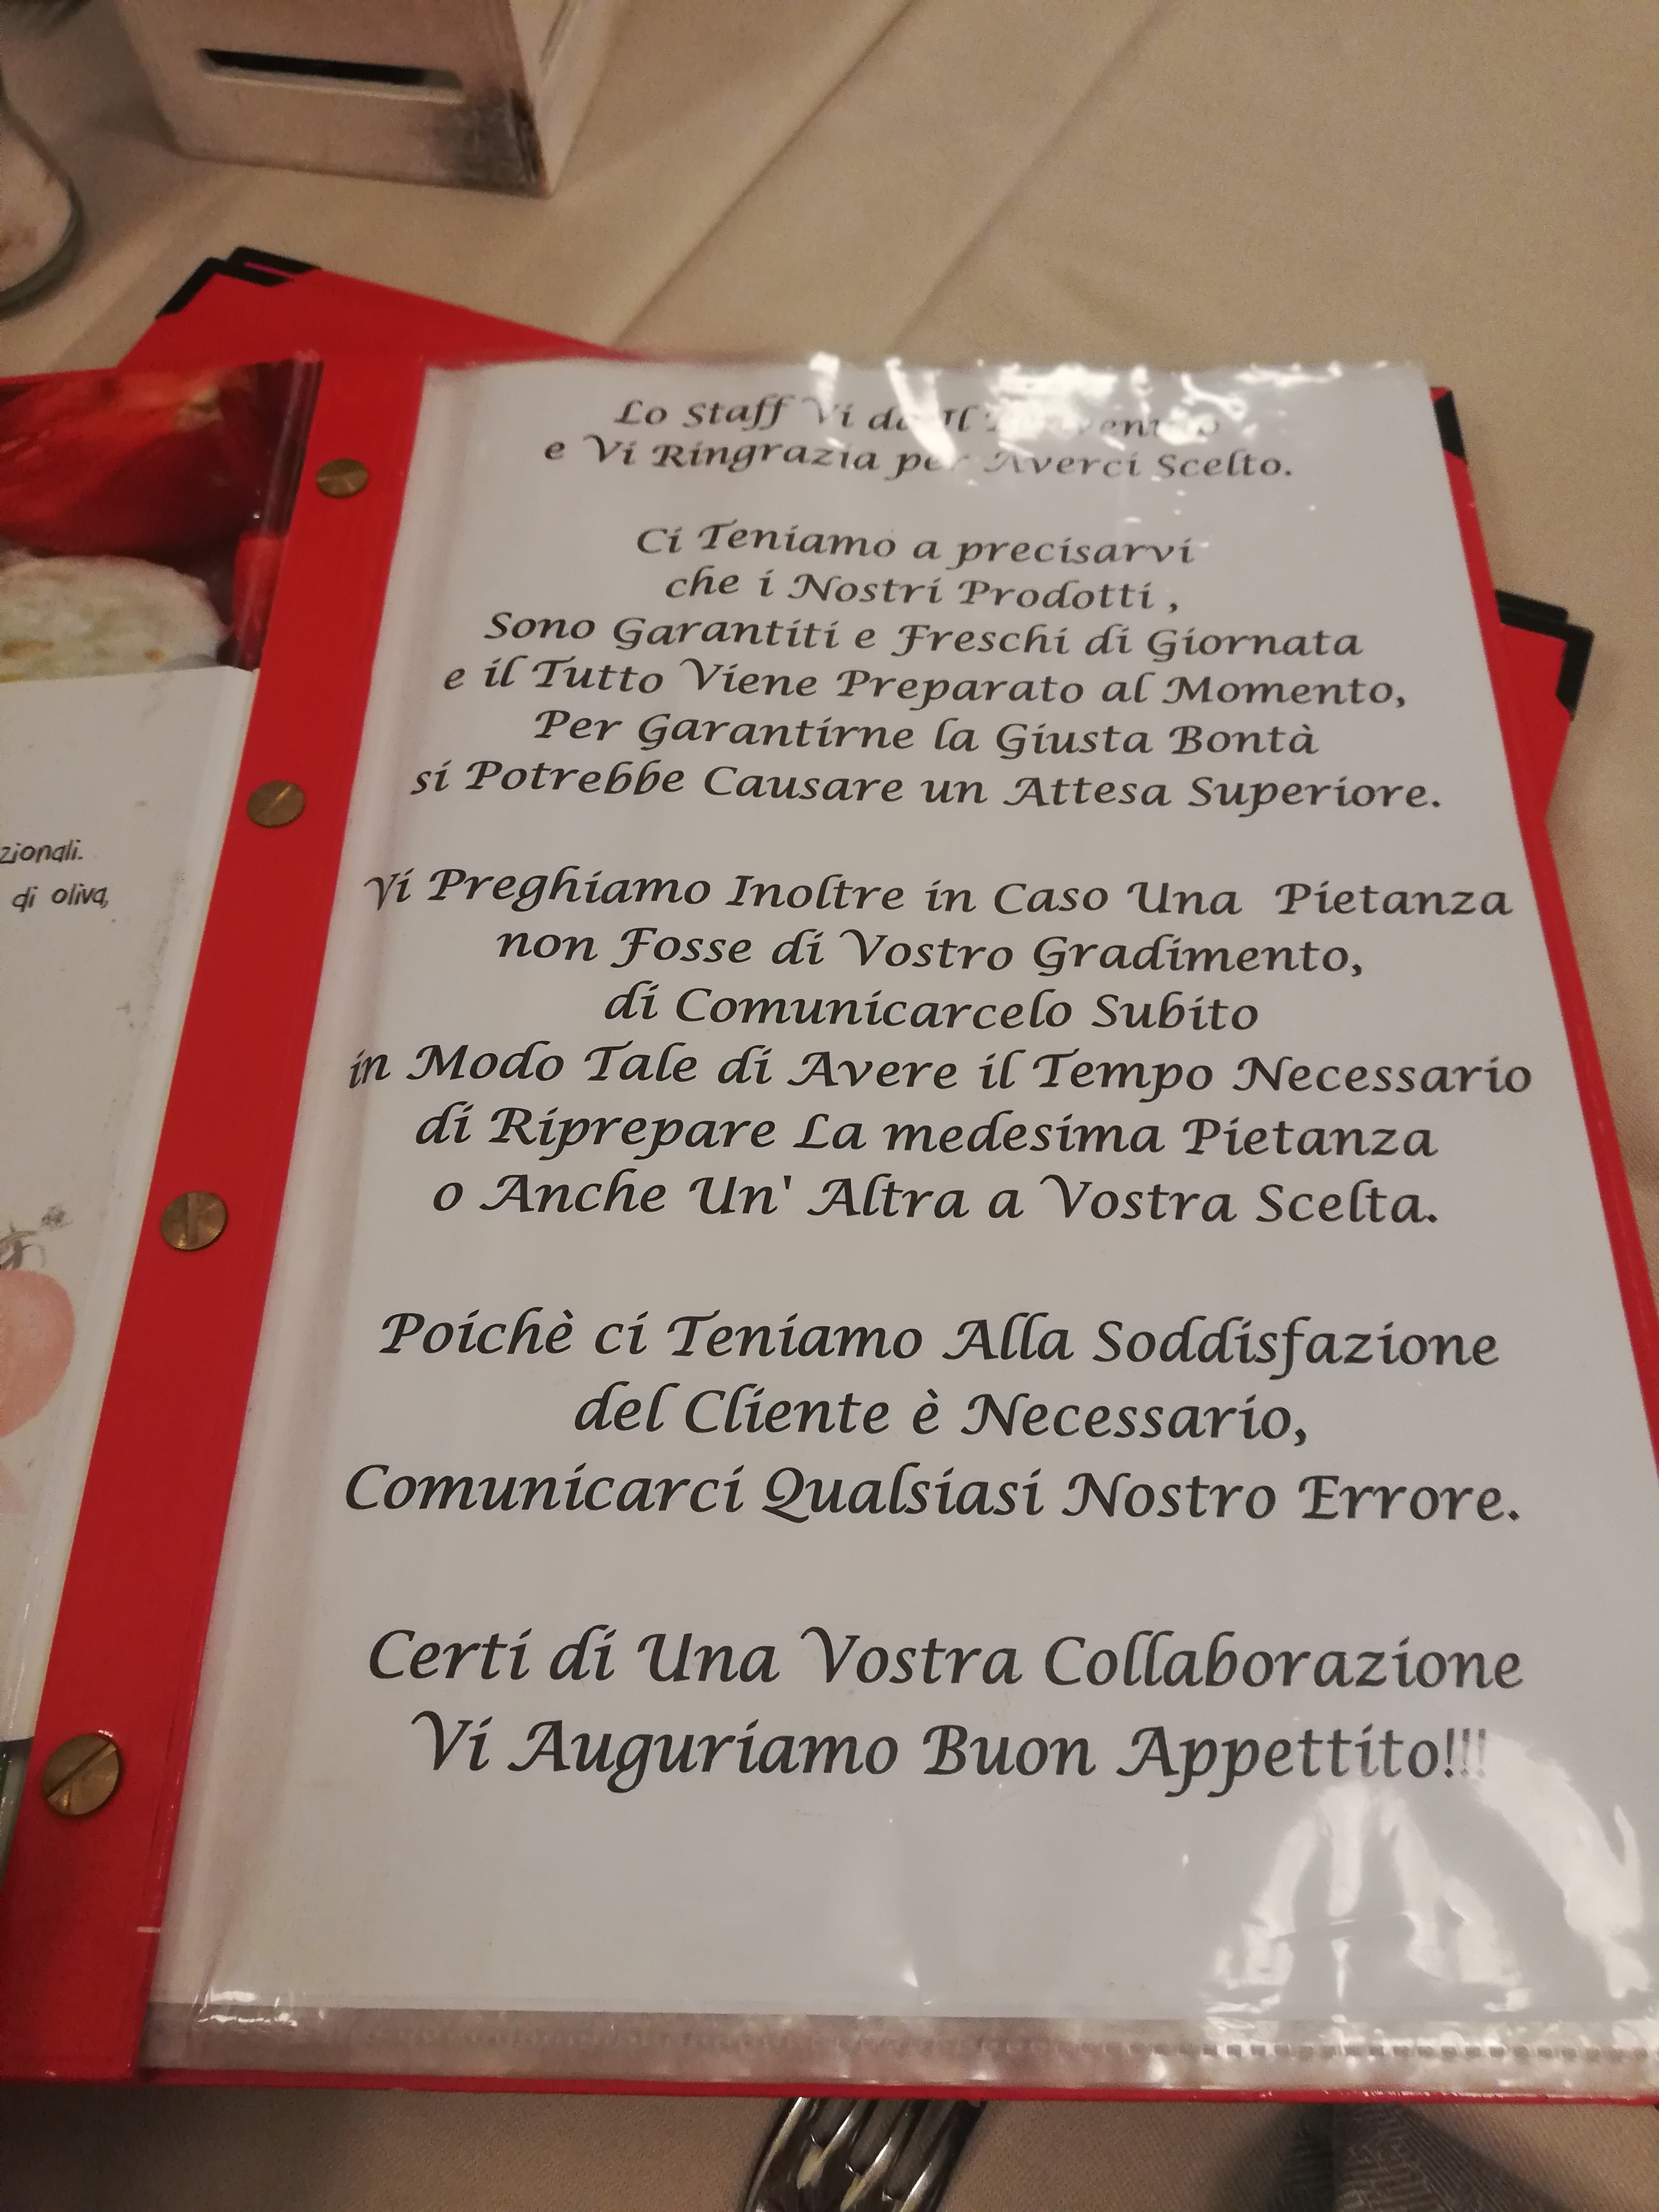 zionali.
di oliva,
Lo Staff Vi da Il
e Vi Ringrazia per Averci Scelto.
Ci Teniamo a precisarvi
che i Nostri Prodotti ,
Sono Garantiti e Freschi di Giornata
e il Tutto Viene Preparato al Momento,
Per Garantirne la Giusta Bontà
si Potrebbe Causare un Attesa Superiore.
Vi Preghiamo Inoltre in Caso Una Pietanza
non Fosse di Vostro Gradimento,
di Comunicarcelo Subito
in Modo Tale di Avere il Tempo Necessario
di Riprepare La medesima Pietanza
o Anche Un' Altra a Vostra Scelta.
Poichè ci Teniamo Alla Soddisfazione
del Cliente è Necessario,
Comunicarci Qualsiasi Nostro Errore.
Certi di Una Vostra Collaborazione
Vi Auguriamo Buon Appettito!!!